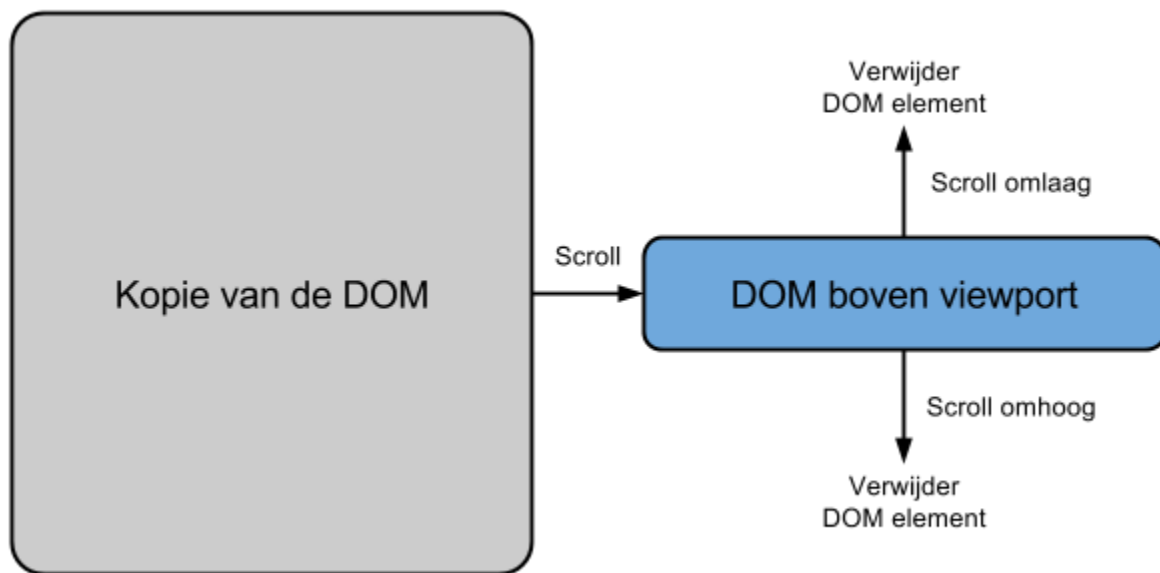 Kopie van de DOM
Scroll
Verwijder
DOM element
Scroll omlaag
DOM boven viewport
Scroll omhoog
Verwijder
DOM element